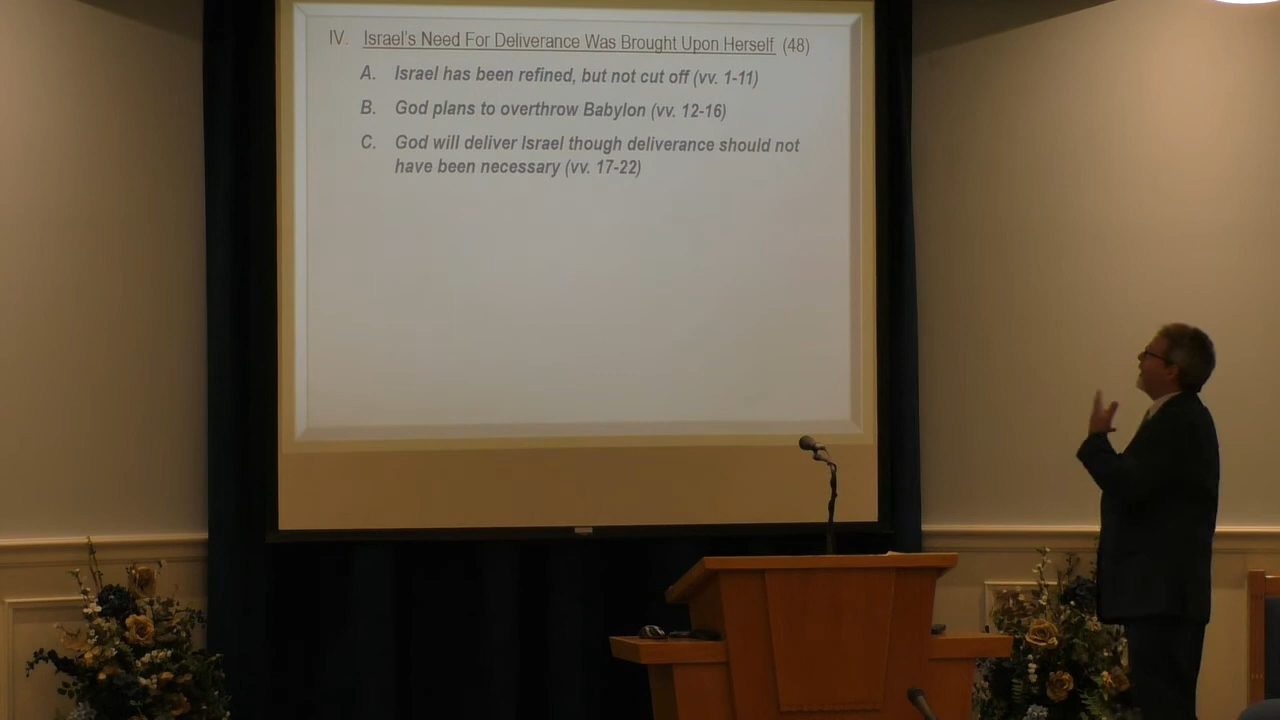 IV. Israel's Need For Deliverance Was Brought Upon Herself (48)
A. Israel has been refined, but not cut off (vv. 1-11)
B. God plans to overthrow Babylon (vv. 12-16)
C. God will deliver Israel though deliverance should not
have been necessary (vv. 17-22)